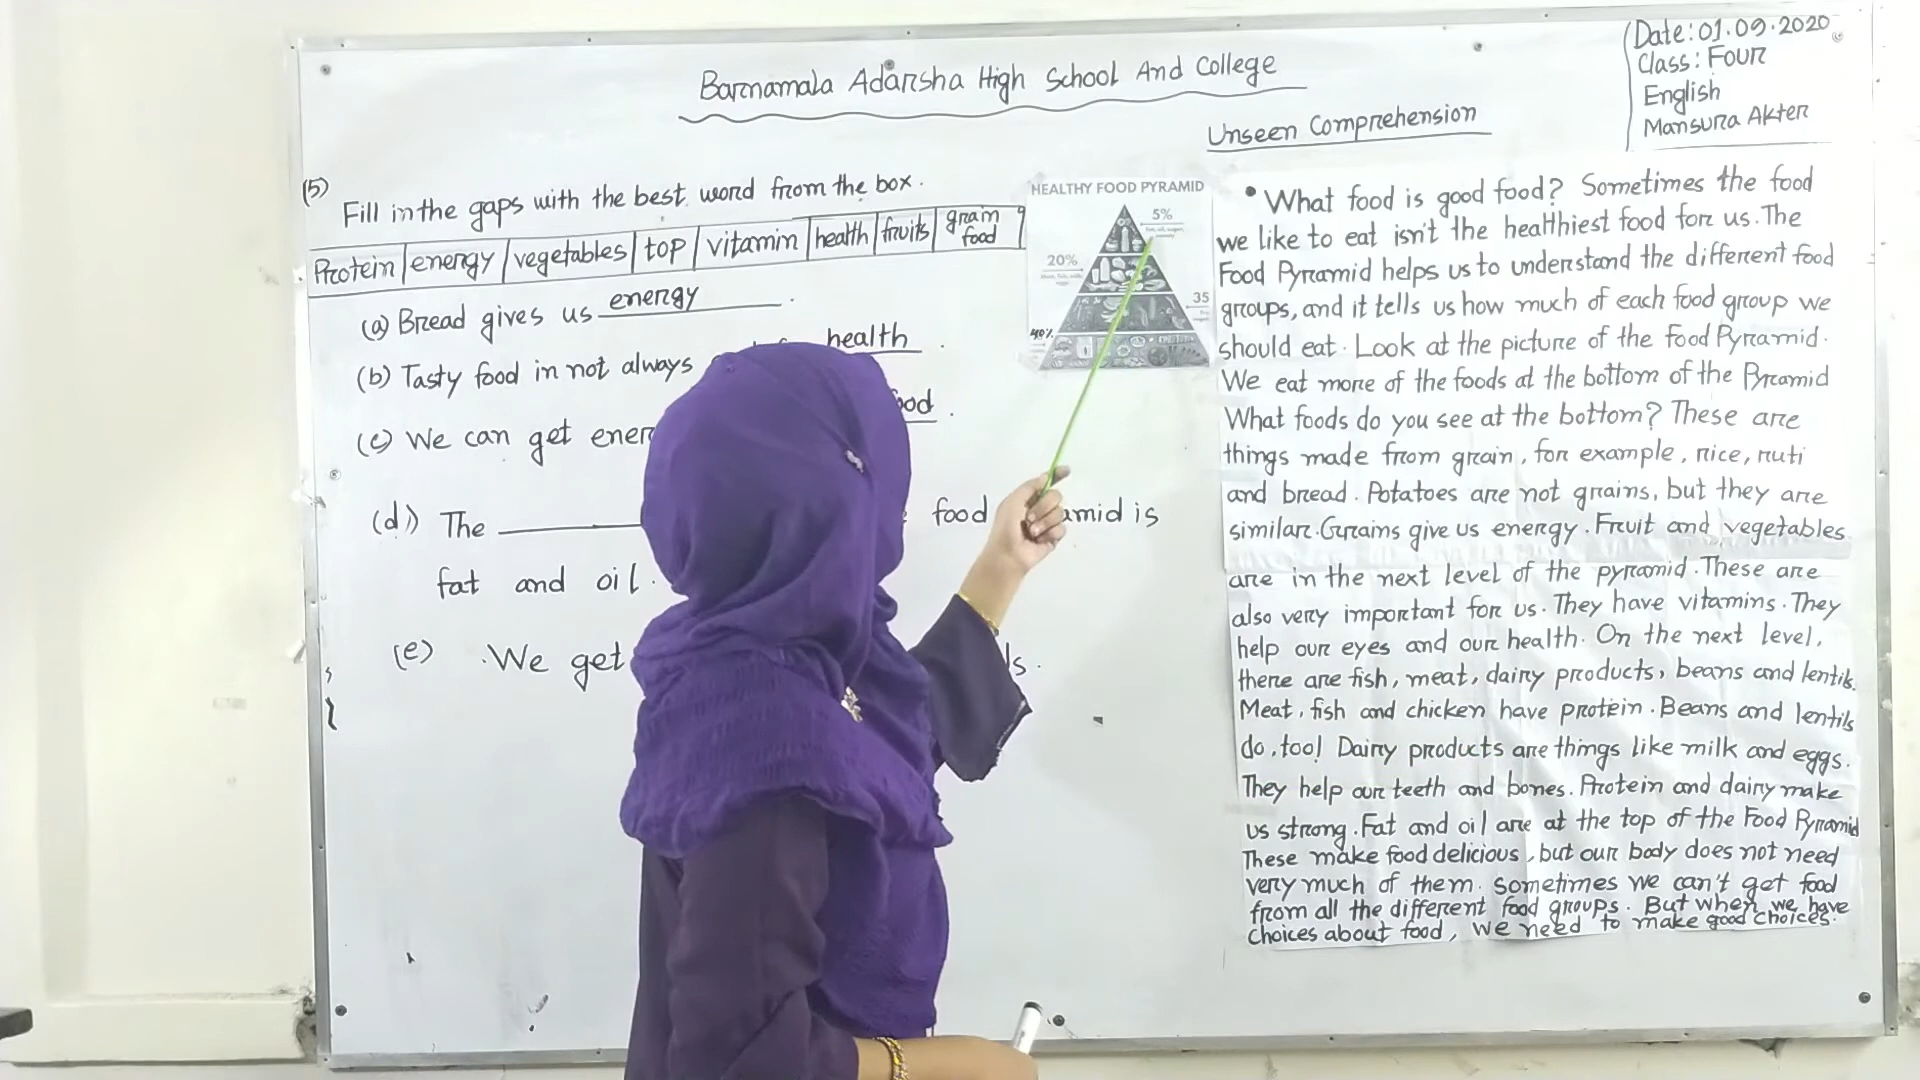 Barnamala Adarsha High School And College
Date: 01.09.2020
Class: Four
English
Mansura Akter
Unseen Comprehension
(5) Fill in the gaps with the best word from the box.
Protein energy vegetables top vitamin health fruits grain food
(a) Bread gives us energy.
(b) Tasty food in not always health.
(c) We can get ood.
(d) The ____ food amid is
fat and oil.
(e) We get
HEALTHY FOOD PYRAMID
5%
20%
35
40%
• What food is good food? Sometimes the food
we like to eat isn't the healthiest food for us. The
Food Pyramid helps us to understand the different food
groups, and it tells us how much of each food group we
should eat. Look at the picture of the Food Pyramid.
We eat more of the foods at the bottom of the Pyramid
What foods do you see at the bottom? These are
things made from grain, for example, rice, ruti
and bread. Potatoes are not grains, but they are
similar. Grains give us energy. Fruit and vegetables
are in the next level of the pyramid. These are
also very important for us. They have vitamins. They
help our eyes and our health. On the next level,
there are fish, meat, dairy products, beans and lentils.
Meat, fish and chicken have protein. Beans and lentils
do, too! Dairy products are things like milk and eggs.
They help our teeth and bones. Protein and dairy make
us strong. Fat and oil are at the top of the Food Pyramid
These make food delicious, but our body does not need
very much of them. Sometimes we can't get food
from all the different food groups. But when we have
choices about food, we need to make good choices.